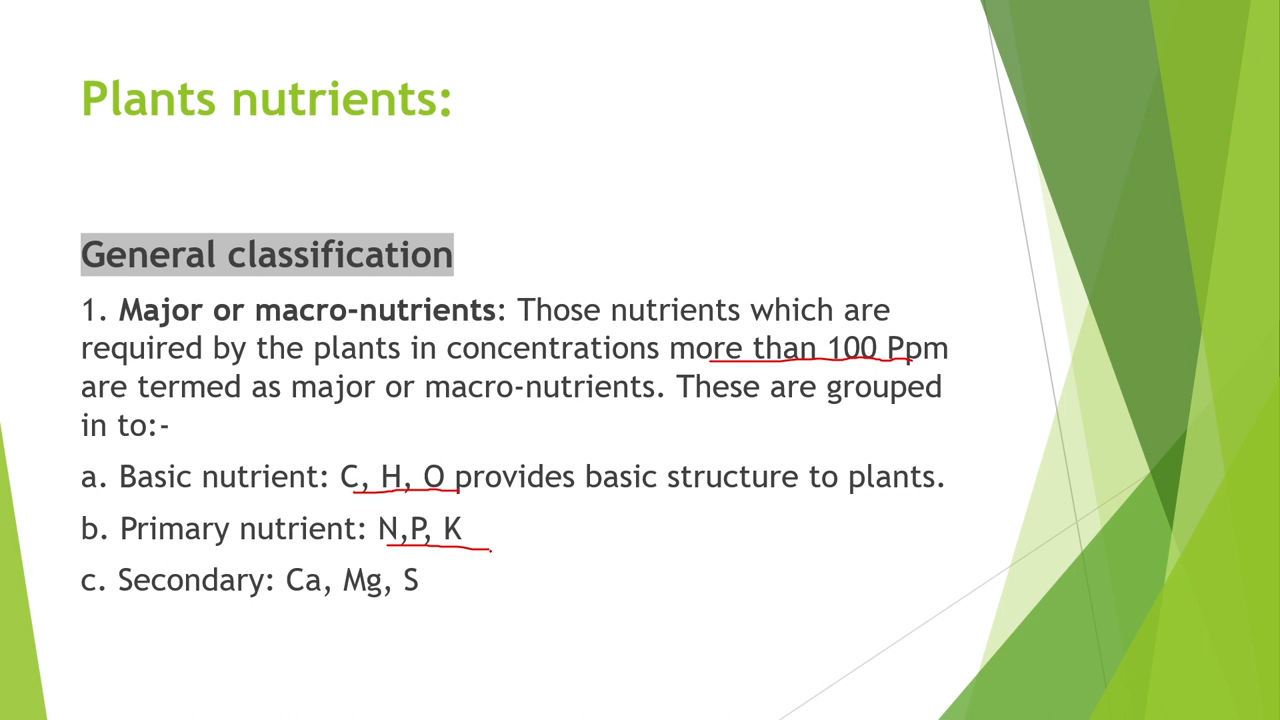 Plants nutrients:
General classification
1. Major or macro-nutrients: Those nutrients which are
required by the plants in concentrations more than 100 Ppm
are termed as major or macro-nutrients. These are grouped
in to:-
a. Basic nutrient: C, H, O provides basic structure to plants.
b. Primary nutrient: N,P, K
c. Secondary: Ca, Mg, S